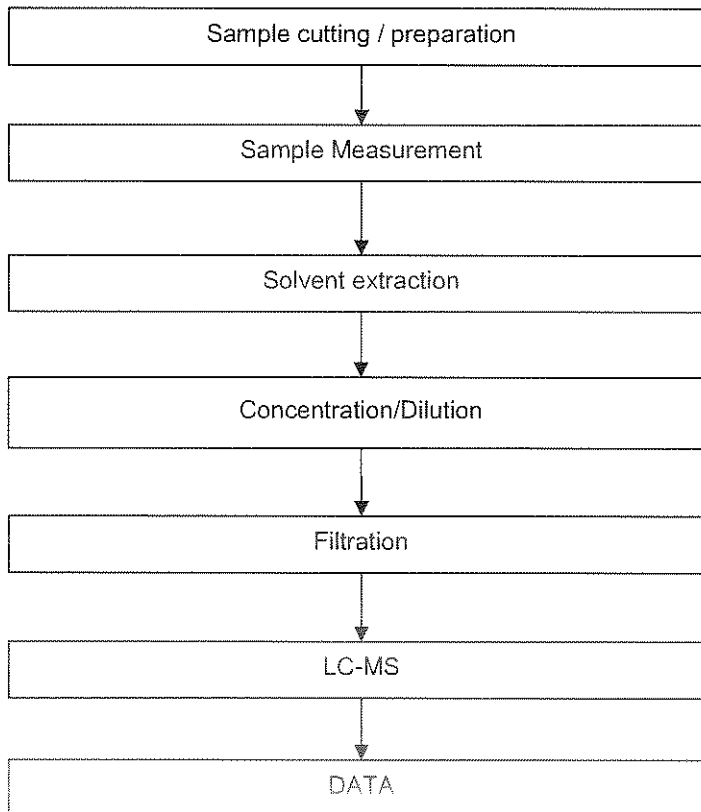 Sample cutting / preparation
Sample Measurement
Solvent extraction
Concentration/Dilution
Filtration
LC-MS
DATA